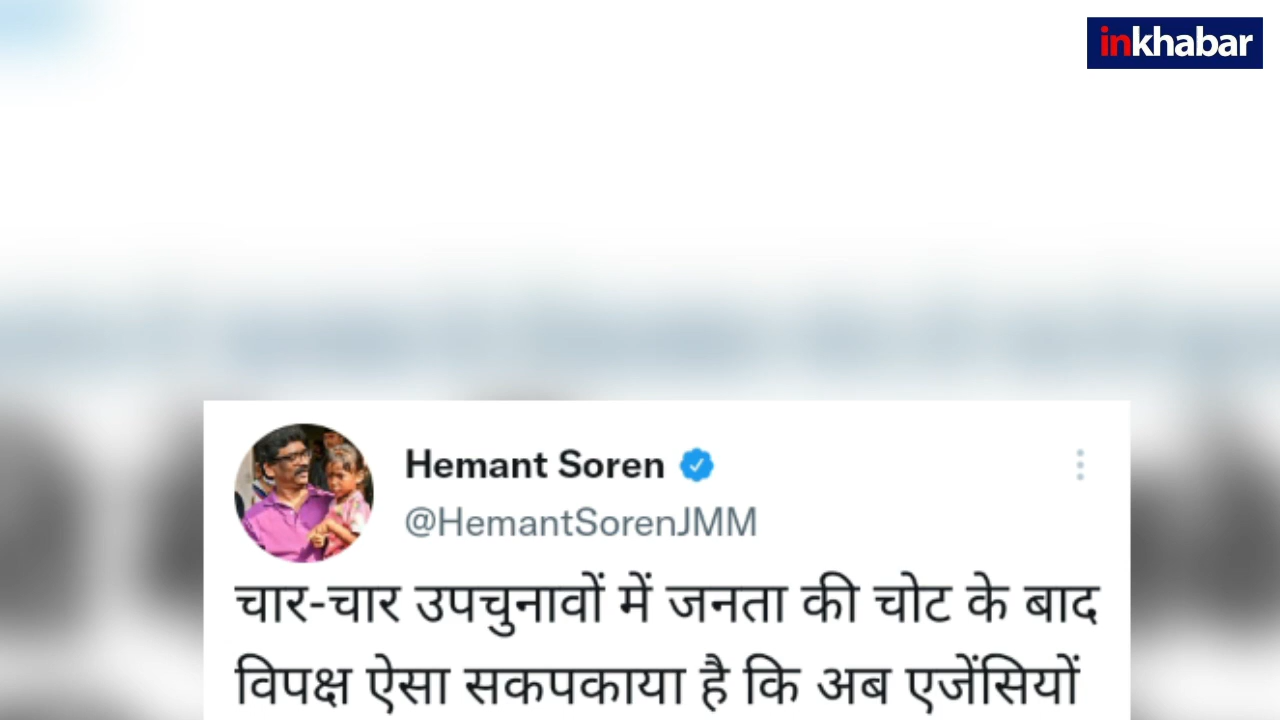 inkhabar
Hemant Soren
@HemantSorenJMM
चार-चार उपचुनावों में जनता की चोट के बाद
विपक्ष ऐसा सकपकाया है कि अब एजेंसियों